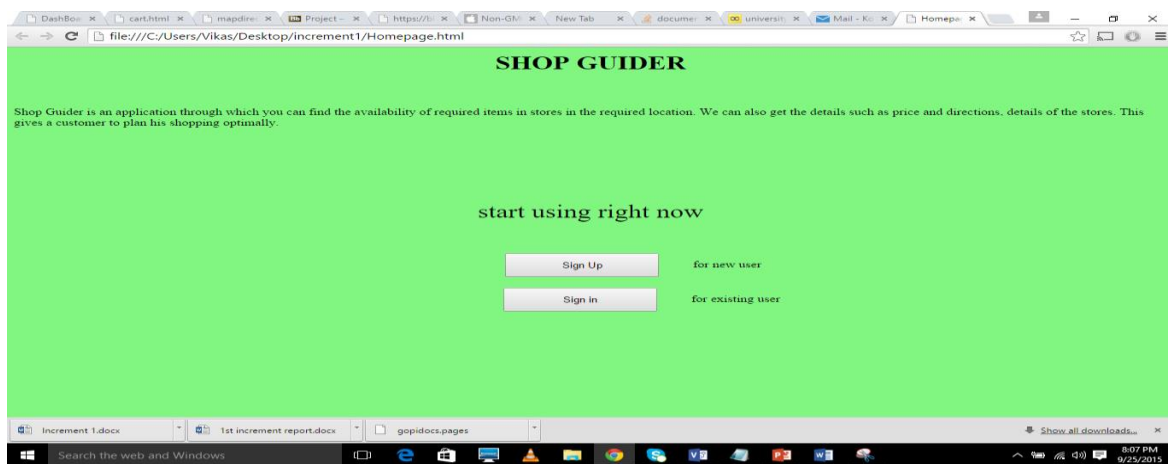 DashBoa
cart.html
mapdirec
Project -
https://b
Non-GM
New Tab
documen
universit
Mail - Ko
Homepag
file:///C:/Users/Vikas/Desktop/increment1/Homepage.html
SHOP GUIDER
Shop Guider is an application through which you can find the availability of required items in stores in the required location. We can also get the details such as price and directions, details of the stores. This
gives a customer to plan his shopping optimally.
start using right now
Sign Up for new user
Sign in for existing user
Increment 1.docx
1st increment report.docx
gopidocs.pages
Show all downloads...
Search the web and Windows
8:07 PM
9/25/2015